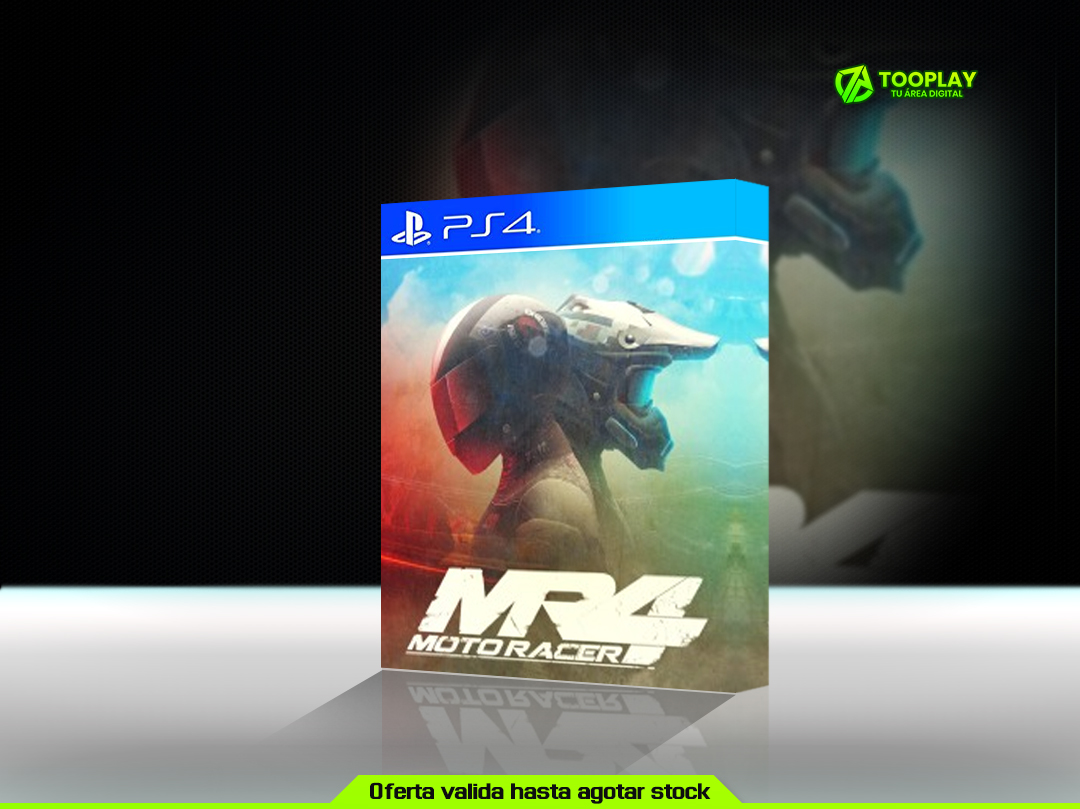 TOOPLAY
TU ÁREA DIGITAL
PS4
MR4
MOTO RACER
Oferta valida hasta agotar stock